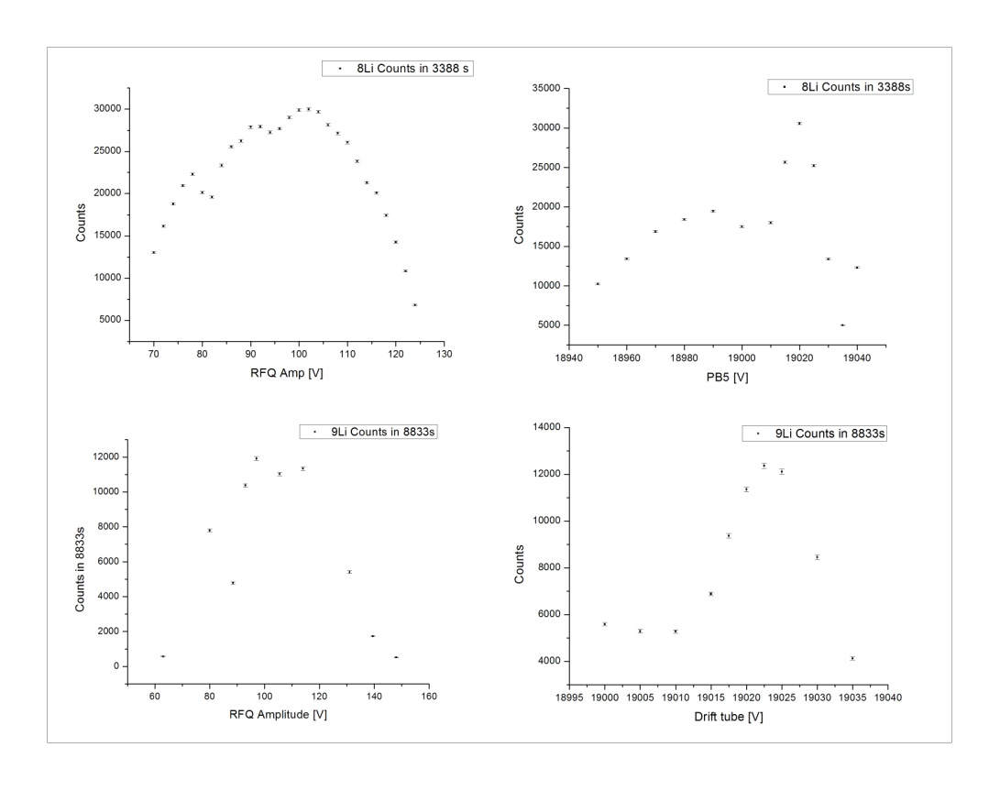 8Li Counts in 3388 s
30000
25000
20000
15000
10000
5000
Counts
70 80 90 100 110 120 130
RFQ Amp [V]
8Li Counts in 3388s
35000
30000
25000
20000
15000
10000
5000
Counts
18940 18960 18980 19000 19020 19040
PB5 [V]
9Li Counts in 8833s
12000
10000
8000
6000
4000
2000
0
Counts in 8833s
60 80 100 120 140 160
RFQ Amplitude [V]
9Li Counts in 8833s
14000
12000
10000
8000
6000
4000
Counts
18995 19000 19005 19010 19015 19020 19025 19030 19035 19040
Drift tube [V]